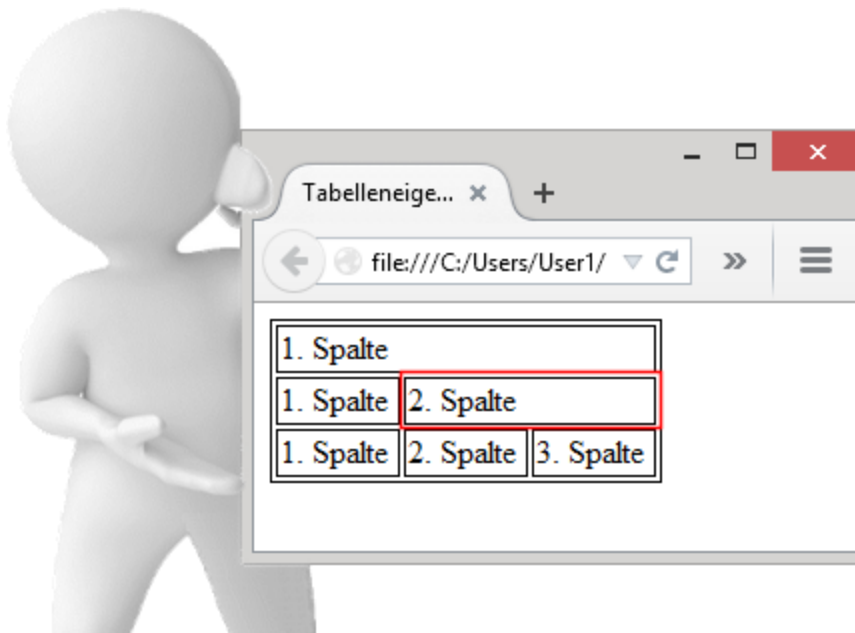 Tabelleneige...
file:///C:/Users/User1/
1. Spalte
1. Spalte 2. Spalte
1. Spalte 2. Spalte 3. Spalte